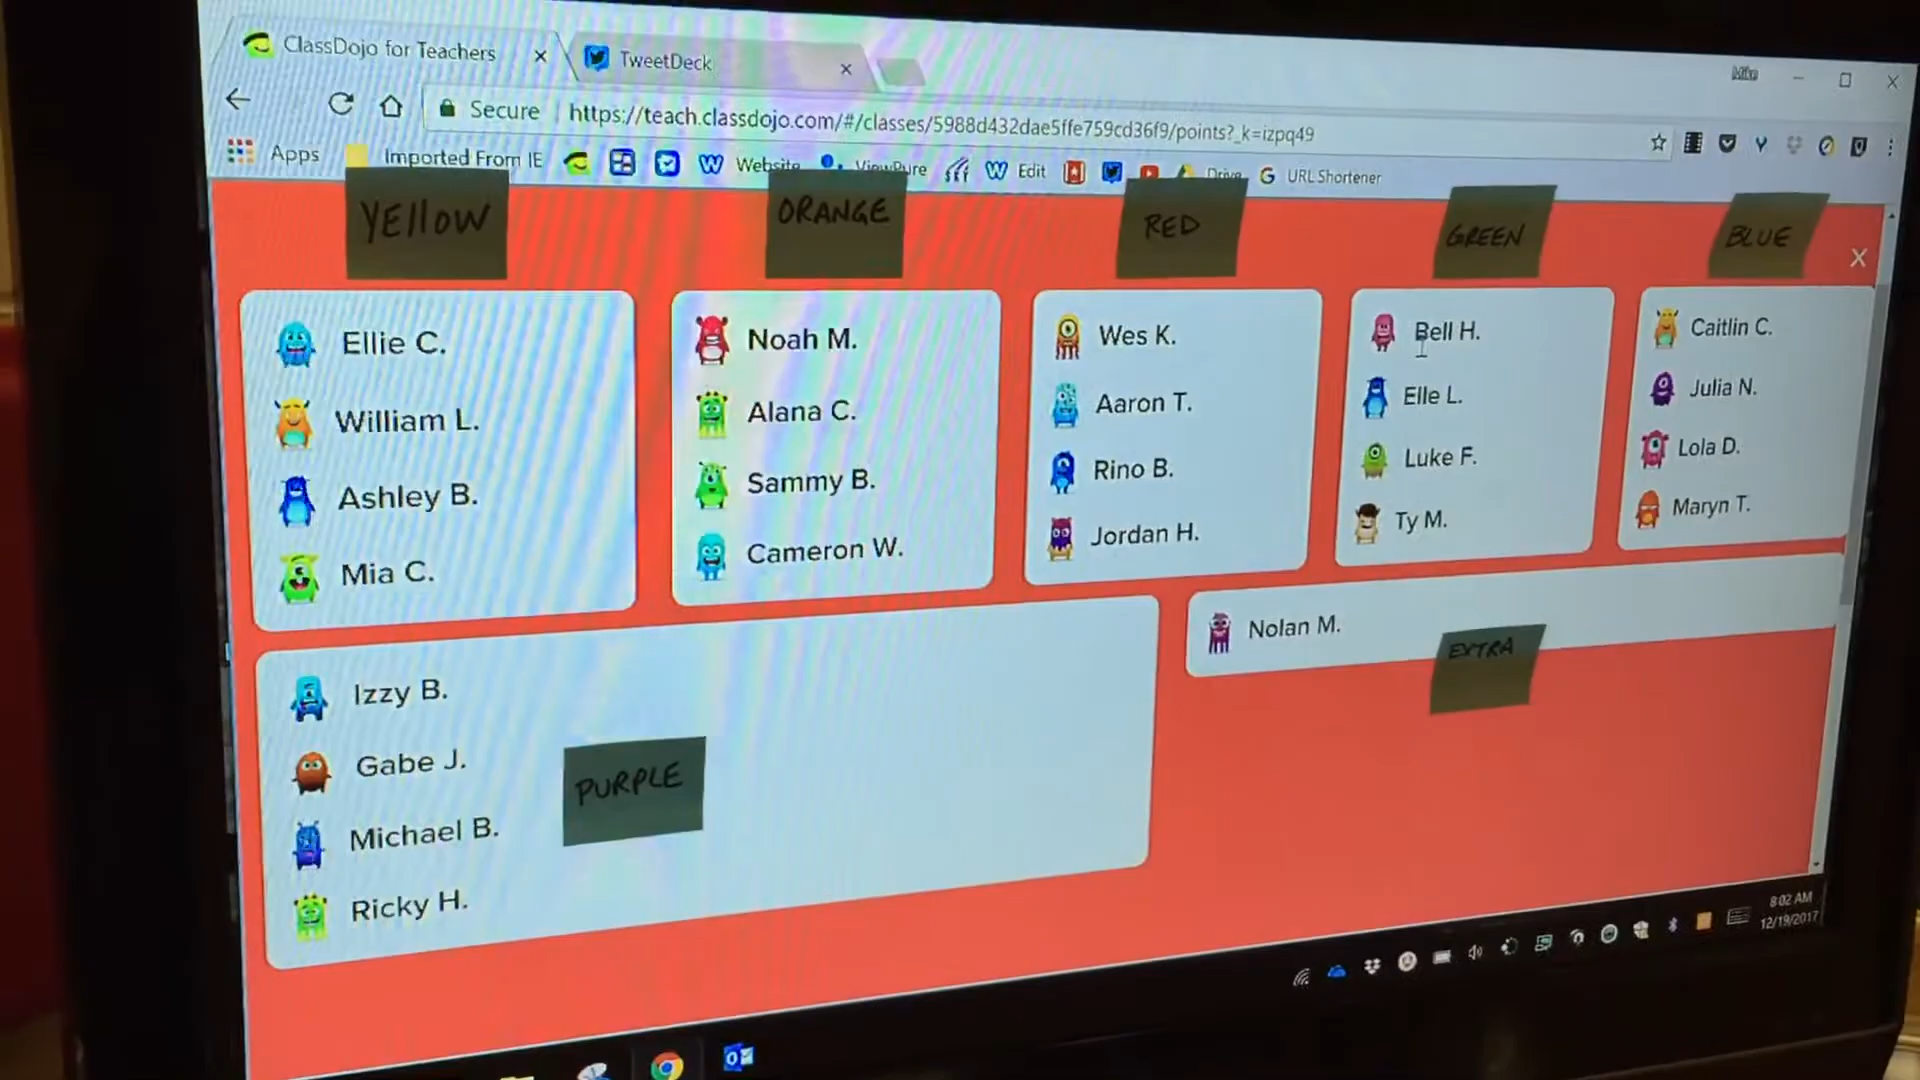 ClassDojo for Teachers
TweetDeck
Mike
Secure
https://teach.classdojo.com/#/classes/5988d432dae5ffe759cd36f9/points?_k=izpq49
Apps
Imported From IE
Website
ViewPure
Edit
Drive
URL Shortener
YEllOW
ORANGE
RED
GREEN
BLUE
Ellie C.
William L.
Ashley B.
Mia C.
Noah M.
Alana C.
Sammy B.
Cameron W.
Wes K.
Aaron T.
Rino B.
Jordan H.
Bell H.
Elle L.
Luke F.
Ty M.
Caitlin C.
Julia N.
Lola D.
Maryn T.
Izzy B.
Gabe J.
Michael B.
Ricky H.
PURPLE
Nolan M.
EXTRA
8:02 AM
12/19/2017